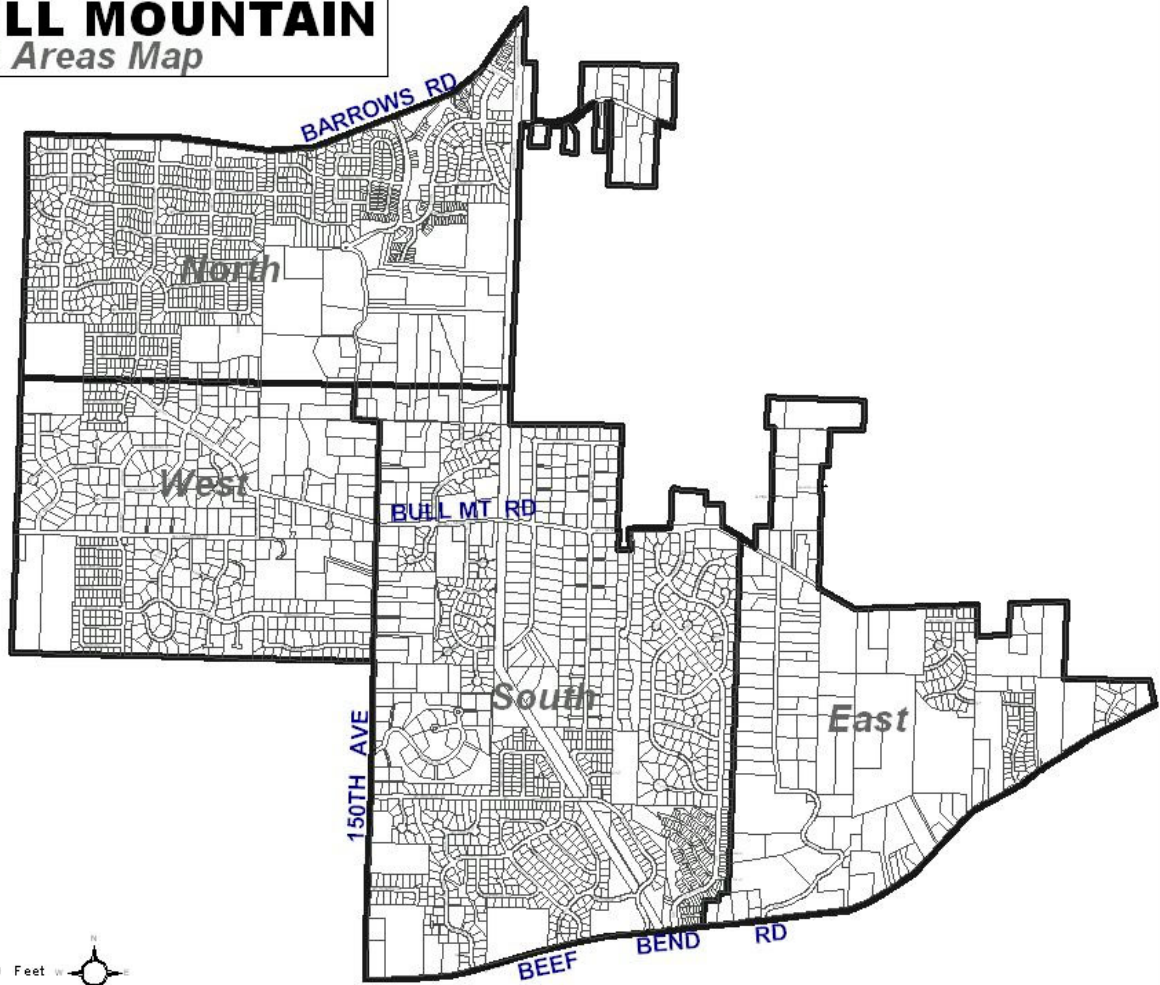 LL MOUNTAIN
Areas Map
BARROWS RD
North
West
BULL MT RD
South
East
150TH AVE
BEEF BEND RD
N
Feet W E